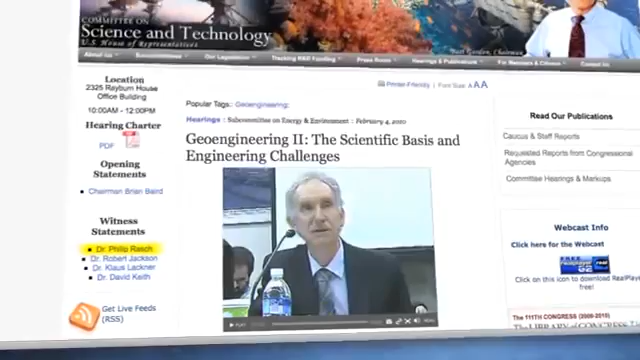 COMMITTEE ON
Science and Technology
U.S. House of Representatives
Bart Gordon, Chairman
About Us
Subcommittees
Our Legislation
Tracking R&D Funding
Press Room
Hearings & Publications
For Members & Citizens
Contact Us
Location
2325 Rayburn House
Office Building
10:00AM - 12:00PM
Hearing Charter
PDF
Opening
Statements
Chairman Brian Baird
Witness
Statements
Dr. Philip Rasch
Dr. Robert Jackson
Dr. Klaus Lackner
Dr. David Keith
Get Live Feeds
(RSS)
Printer-Friendly
Font Size: A A A
Popular Tags: Geoengineering;
Hearings : Subcommittee on Energy & Environment : February 4, 2010
Geoengineering II: The Scientific Basis and
Engineering Challenges
PLAY
Read Our Publications
Caucus & Staff Reports
Requested Reports from Congressional
Agencies
Committee Hearings & Markups
Webcast Info
Click here for the Webcast
Click on this icon to download RealPlayer
free!
THE 111TH CONGRESS (2009-2010)